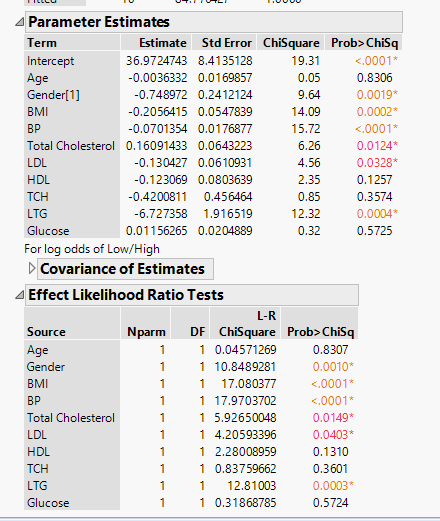 Parameter Estimates
Term Estimate Std Error ChiSquare Prob>ChiSq
Intercept 36.9724743 8.4135128 19.31 <.0001*
Age -0.0036332 0.0169857 0.05 0.8306
Gender[1] -0.748972 0.2412124 9.64 0.0019*
BMI -0.2056415 0.0547839 14.09 0.0002*
BP -0.0701354 0.0176877 15.72 <.0001*
Total Cholesterol 0.16091433 0.0643223 6.26 0.0124*
LDL -0.130427 0.0610931 4.56 0.0328*
HDL -0.123069 0.0803639 2.35 0.1257
TCH -0.4200811 0.456464 0.85 0.3574
LTG -6.727358 1.916519 12.32 0.0004*
Glucose 0.01156265 0.0204889 0.32 0.5725
For log odds of Low/High
Covariance of Estimates
Effect Likelihood Ratio Tests
L-R
Source Nparm DF ChiSquare Prob>ChiSq
Age 1 1 0.04571269 0.8307
Gender 1 1 10.8489281 0.0010*
BMI 1 1 17.080377 <.0001*
BP 1 1 17.9703702 <.0001*
Total Cholesterol 1 1 5.92650048 0.0149*
LDL 1 1 4.20593396 0.0403*
HDL 1 1 2.28008959 0.1310
TCH 1 1 0.83759662 0.3601
LTG 1 1 12.81003 0.0003*
Glucose 1 1 0.31868785 0.5724